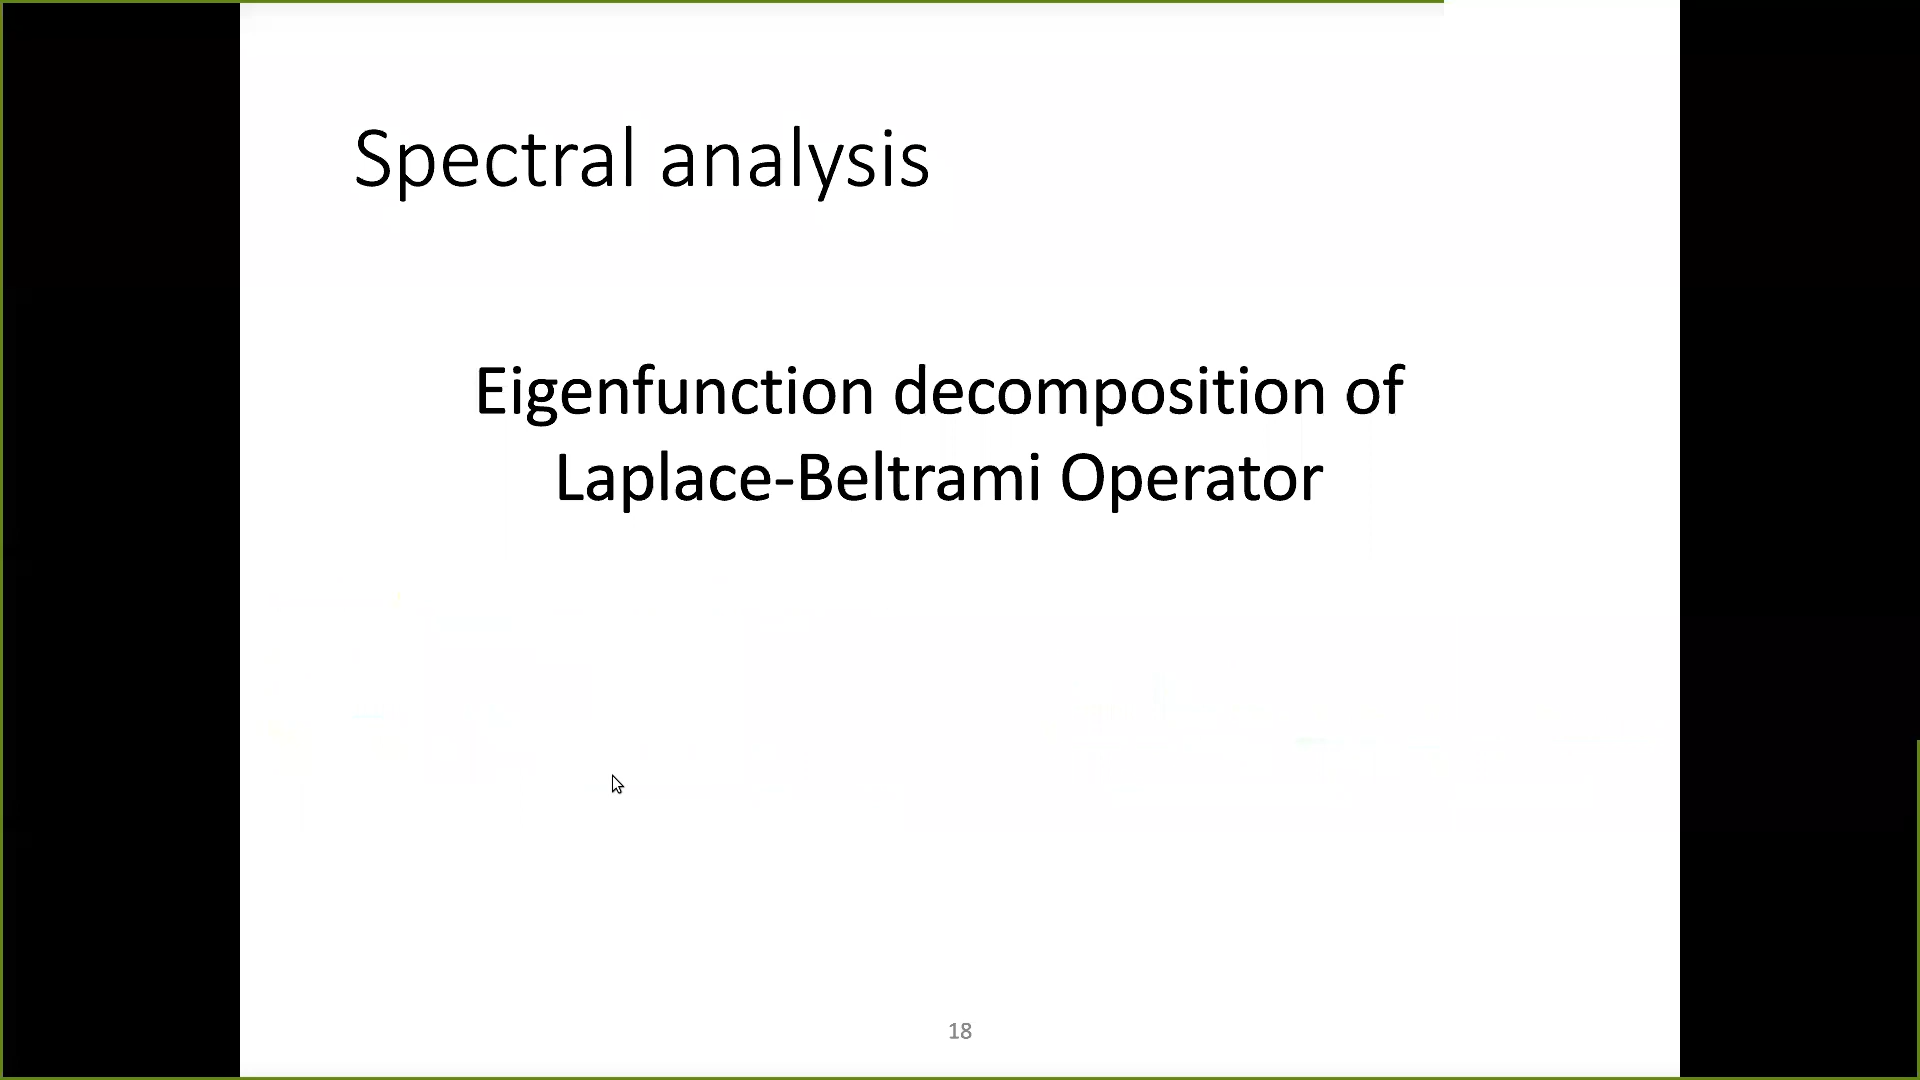 Spectral analysis
Eigenfunction decomposition of
Laplace-Beltrami Operator
18